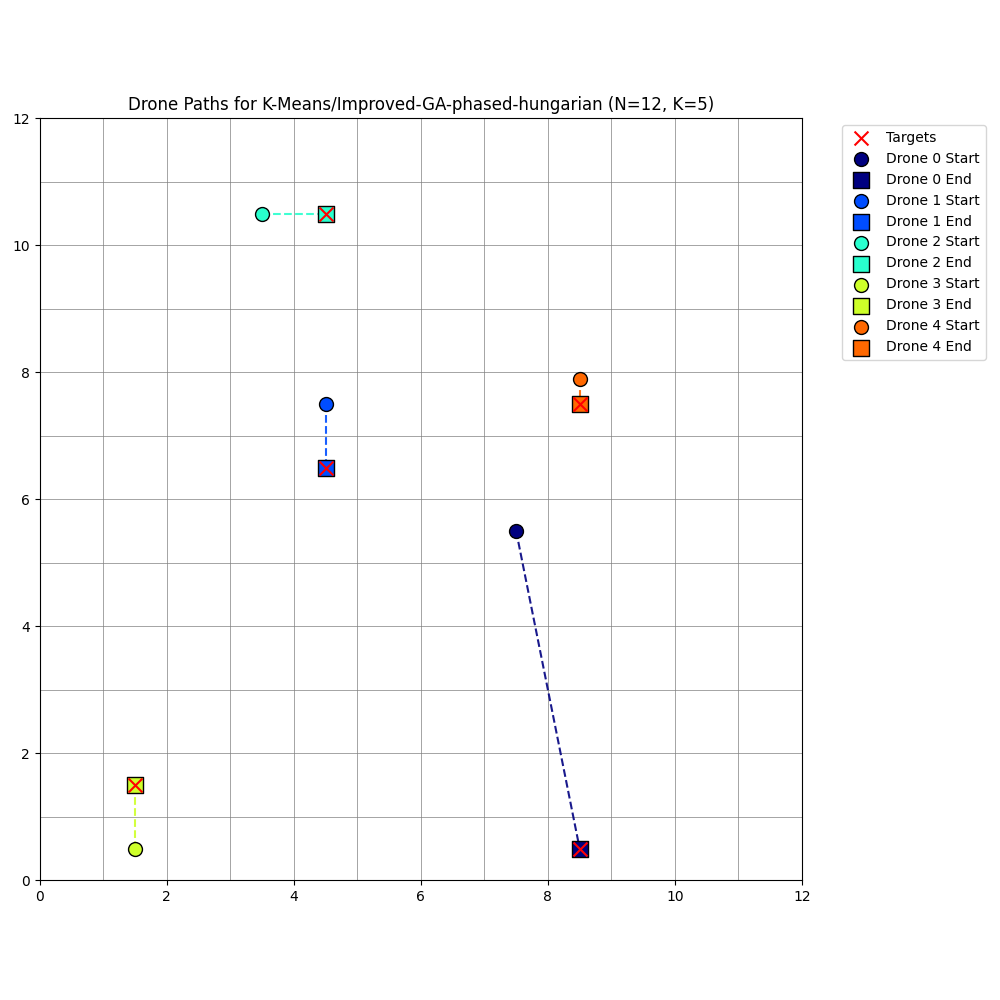 Drone Paths for K-Means/Improved-GA-phased-hungarian (N=12, K=5)
12
10
8
6
4
2
0
0 2 4 6 8 10 12
Targets
Drone 0 Start
Drone 0 End
Drone 1 Start
Drone 1 End
Drone 2 Start
Drone 2 End
Drone 3 Start
Drone 3 End
Drone 4 Start
Drone 4 End